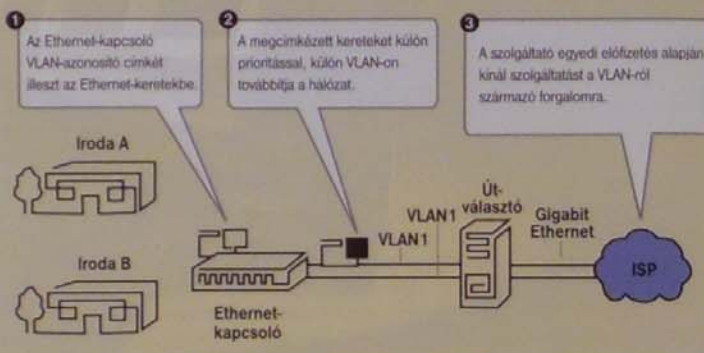 1
Az Ethernet-kapcsoló
VLAN-azonosító címkét
illeszt az Ethernet-keretekbe.
2
A megcímkézett kereteket külön
prioritással, külön VLAN-on
továbbítja a hálózat.
3
A szolgáltató egyedi előfizetés alapján
kínál szolgáltatást a VLAN-ról
származó forgalomra.
Iroda A
Iroda B
Ethernet-
kapcsoló
VLAN1
VLAN1
Út-
választó
Gigabit
Ethernet
ISP